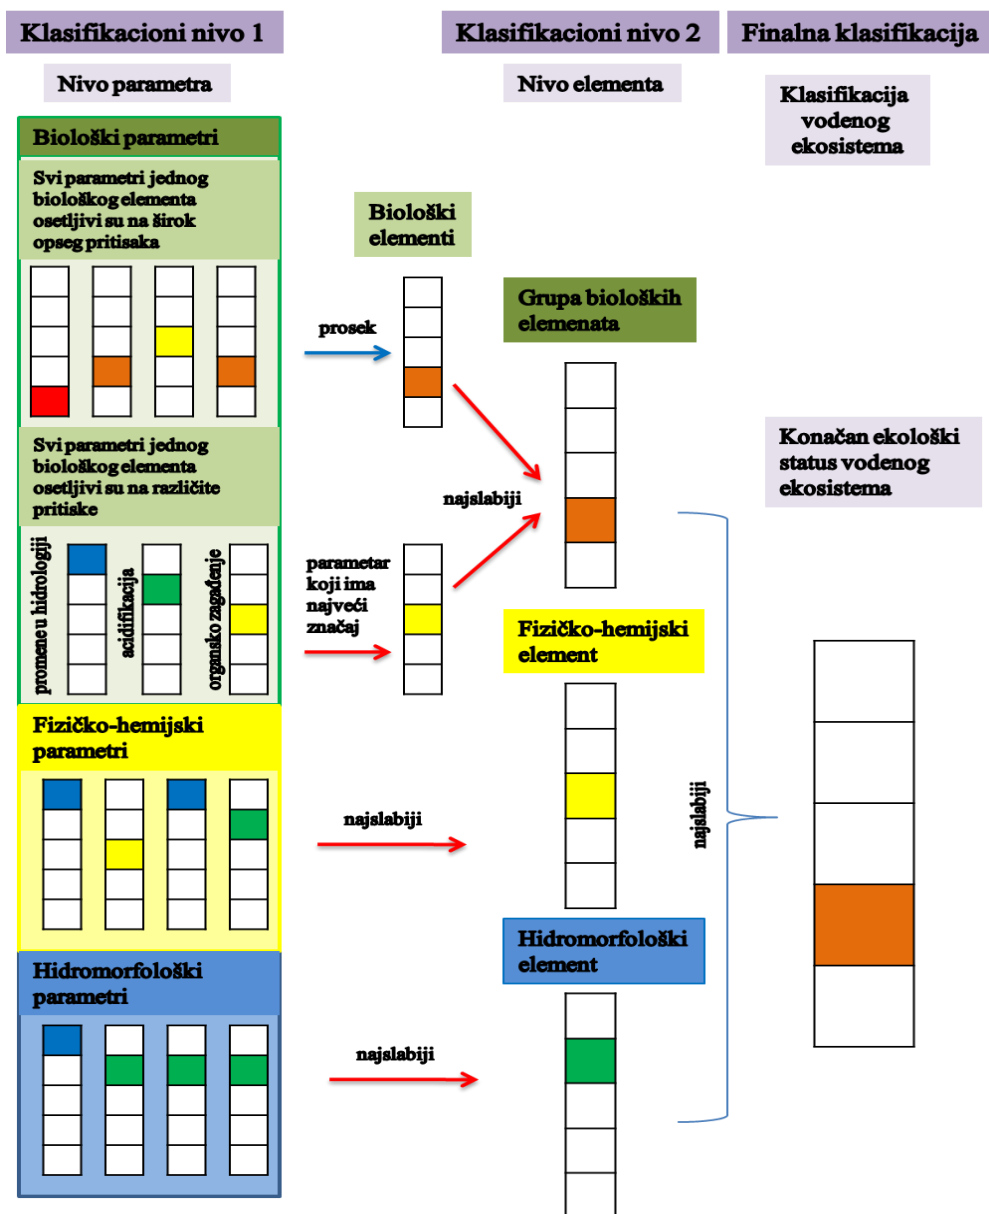 Klasifikacioni nivo 1
Klasifikacioni nivo 2
Finalna klasifikacija
Nivo parametra
Nivo elementa
Klasifikacija
vodenog
ekosistema
Biološki parametri
Svi parametri jednog
biološkog elementa
osetljivi su na širok
opseg pritisaka
Biološki
elementi
prosek
Grupa bioloških
elemenata
Svi parametri jednog
biološkog elementa
osetljivi su na različite
pritiske
najslabiji
Konačan ekološki
status vodenog
ekosistema
promene u hidrologiji
acidifikacija
organsko zagađenje
parametar
koji ima
najveći
značaj
Fizičko-hemijski
element
Fizičko-hemijski
parametri
najslabiji
najslabiji
Hidromorfološki
element
Hidromorfološki
parametri
najslabiji